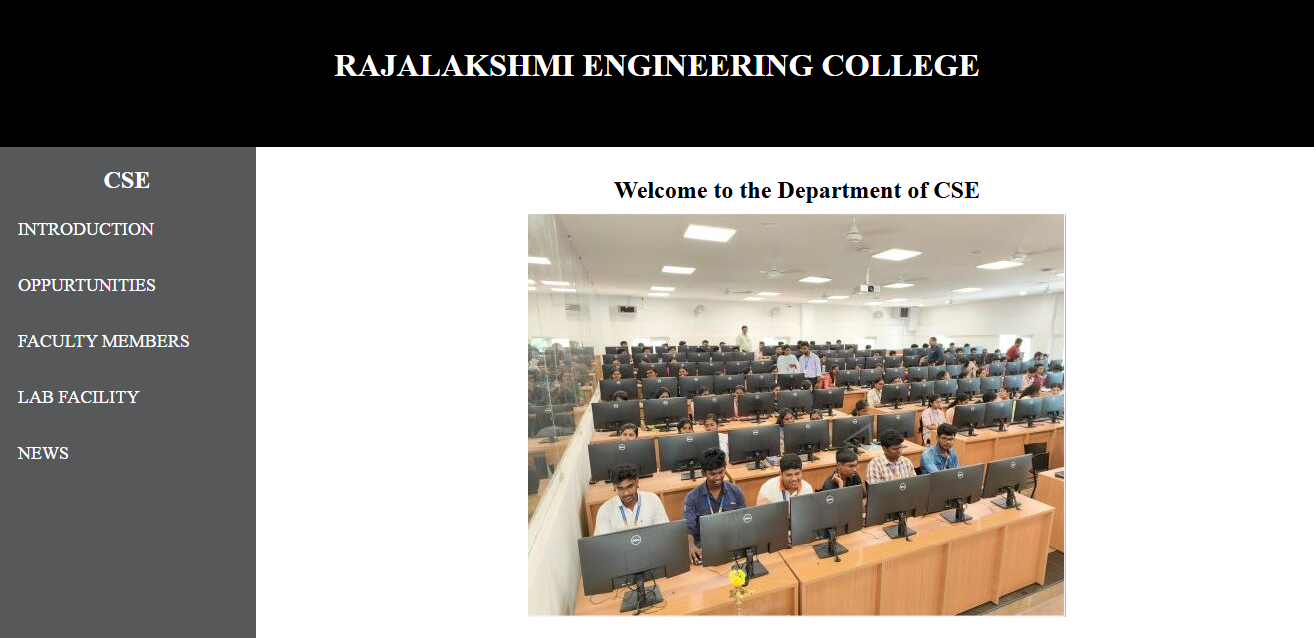 RAJALAKSHMI ENGINEERING COLLEGE
CSE
INTRODUCTION
OPPURTUNITIES
FACULTY MEMBERS
LAB FACILITY
NEWS
Welcome to the Department of CSE